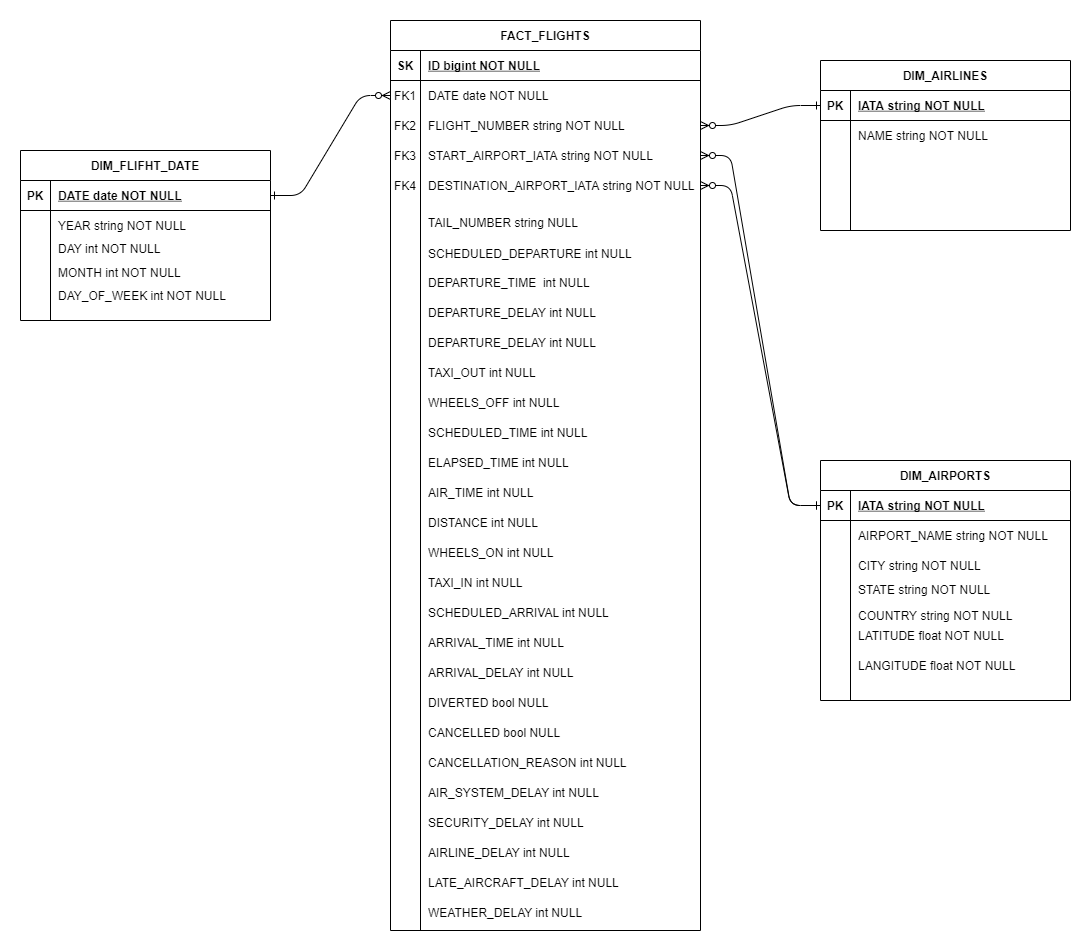 FACT_FLIGHTS
SK ID bigint NOT NULL
FK1 DATE date NOT NULL
FK2 FLIGHT_NUMBER string NOT NULL
FK3 START_AIRPORT_IATA string NOT NULL
FK4 DESTINATION_AIRPORT_IATA string NOT NULL
TAIL_NUMBER string NULL
SCHEDULED_DEPARTURE int NULL
DEPARTURE_TIME int NULL
DEPARTURE_DELAY int NULL
DEPARTURE_DELAY int NULL
TAXI_OUT int NULL
WHEELS_OFF int NULL
SCHEDULED_TIME int NULL
ELAPSED_TIME int NULL
AIR_TIME int NULL
DISTANCE int NULL
WHEELS_ON int NULL
TAXI_IN int NULL
SCHEDULED_ARRIVAL int NULL
ARRIVAL_TIME int NULL
ARRIVAL_DELAY int NULL
DIVERTED bool NULL
CANCELLED bool NULL
CANCELLATION_REASON int NULL
AIR_SYSTEM_DELAY int NULL
SECURITY_DELAY int NULL
AIRLINE_DELAY int NULL
LATE_AIRCRAFT_DELAY int NULL
WEATHER_DELAY int NULL
DIM_FLIFHT_DATE
PK DATE date NOT NULL
YEAR string NOT NULL
DAY int NOT NULL
MONTH int NOT NULL
DAY_OF_WEEK int NOT NULL
DIM_AIRLINES
PK IATA string NOT NULL
NAME string NOT NULL
DIM_AIRPORTS
PK IATA string NOT NULL
AIRPORT_NAME string NOT NULL
CITY string NOT NULL
STATE string NOT NULL
COUNTRY string NOT NULL
LATITUDE float NOT NULL
LANGITUDE float NOT NULL